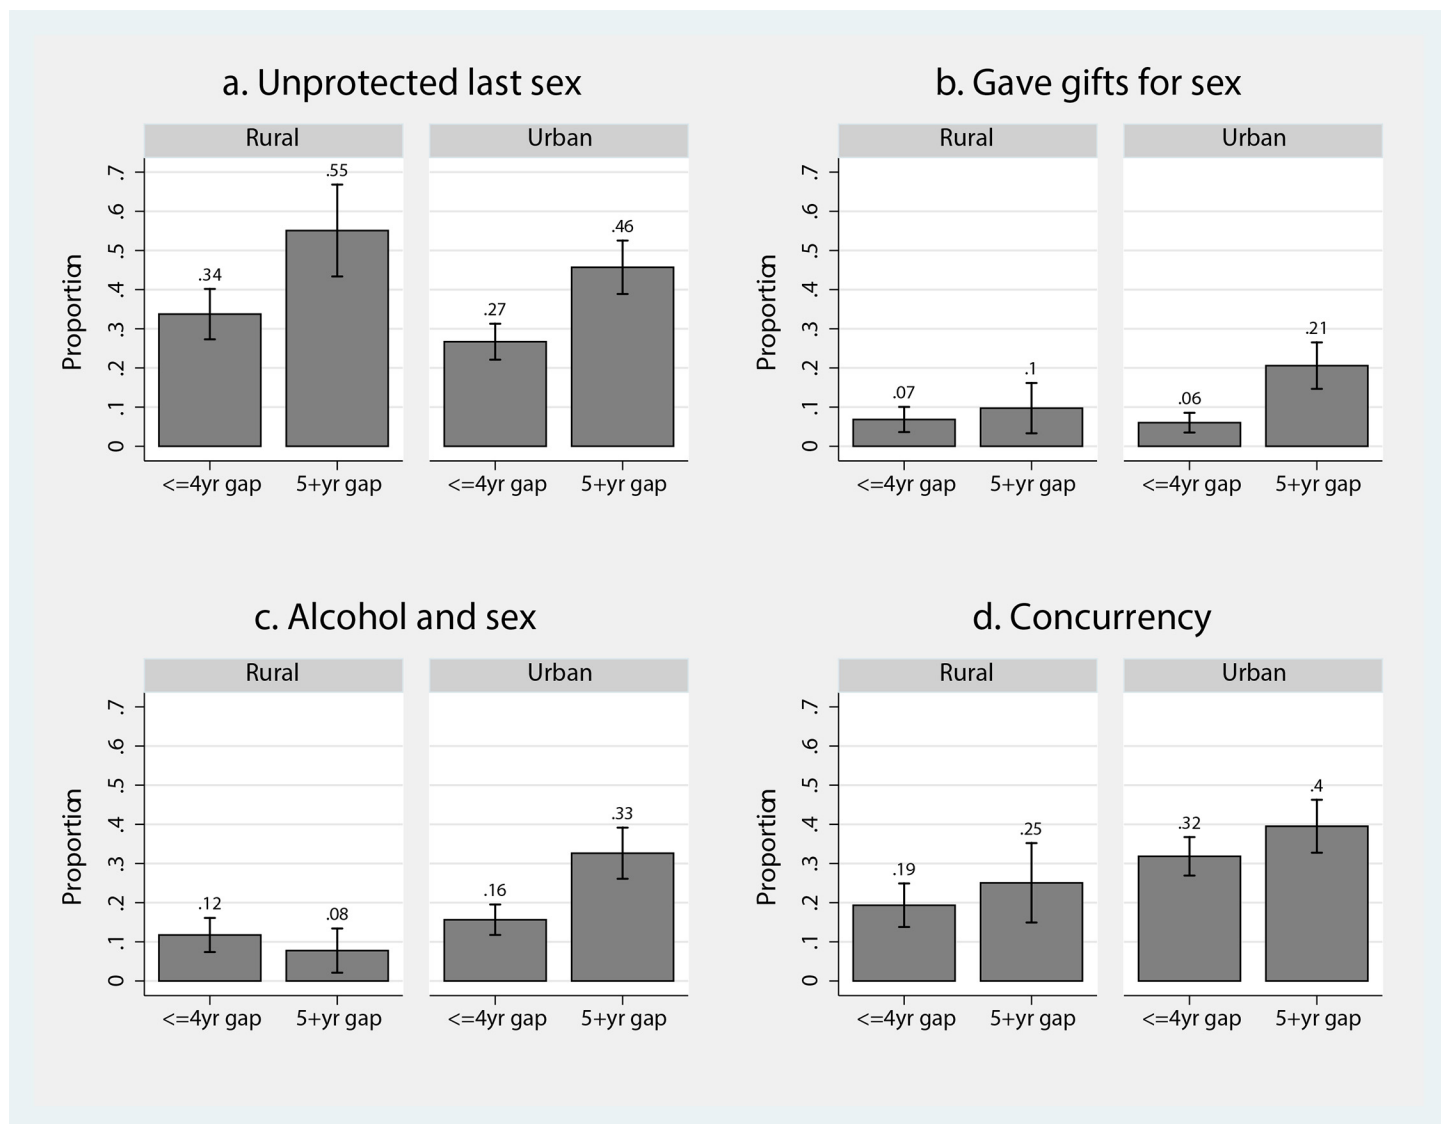 a. Unprotected last sex
Rural
Urban
Proportion
.7
.6
.5
.4
.3
.2
.1
0
.34
.55
.27
.46
<=4yr gap
5+yr gap
<=4yr gap
5+yr gap
b. Gave gifts for sex
Rural
Urban
Proportion
.7
.6
.5
.4
.3
.2
.1
0
.07
.1
.06
.21
<=4yr gap
5+yr gap
<=4yr gap
5+yr gap
c. Alcohol and sex
Rural
Urban
Proportion
.7
.6
.5
.4
.3
.2
.1
0
.12
.08
.16
.33
<=4yr gap
5+yr gap
<=4yr gap
5+yr gap
d. Concurrency
Rural
Urban
Proportion
.7
.6
.5
.4
.3
.2
.1
0
.19
.25
.32
.4
<=4yr gap
5+yr gap
<=4yr gap
5+yr gap